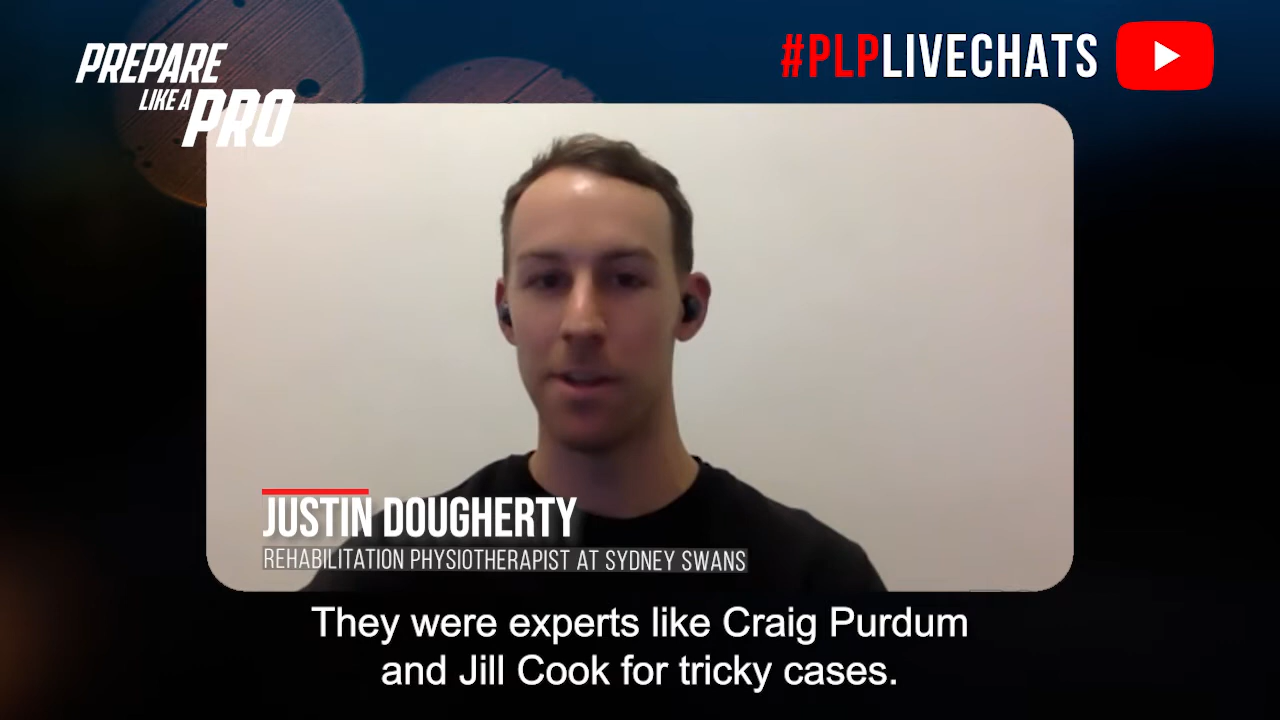 PREPARE
LIKE A
PRO
#PLPLIVECHATS
JUSTIN DOUGHERTY
REHABILITATION PHYSIOTHERAPIST AT SYDNEY SWANS
They were experts like Craig Purdum
and Jill Cook for tricky cases.